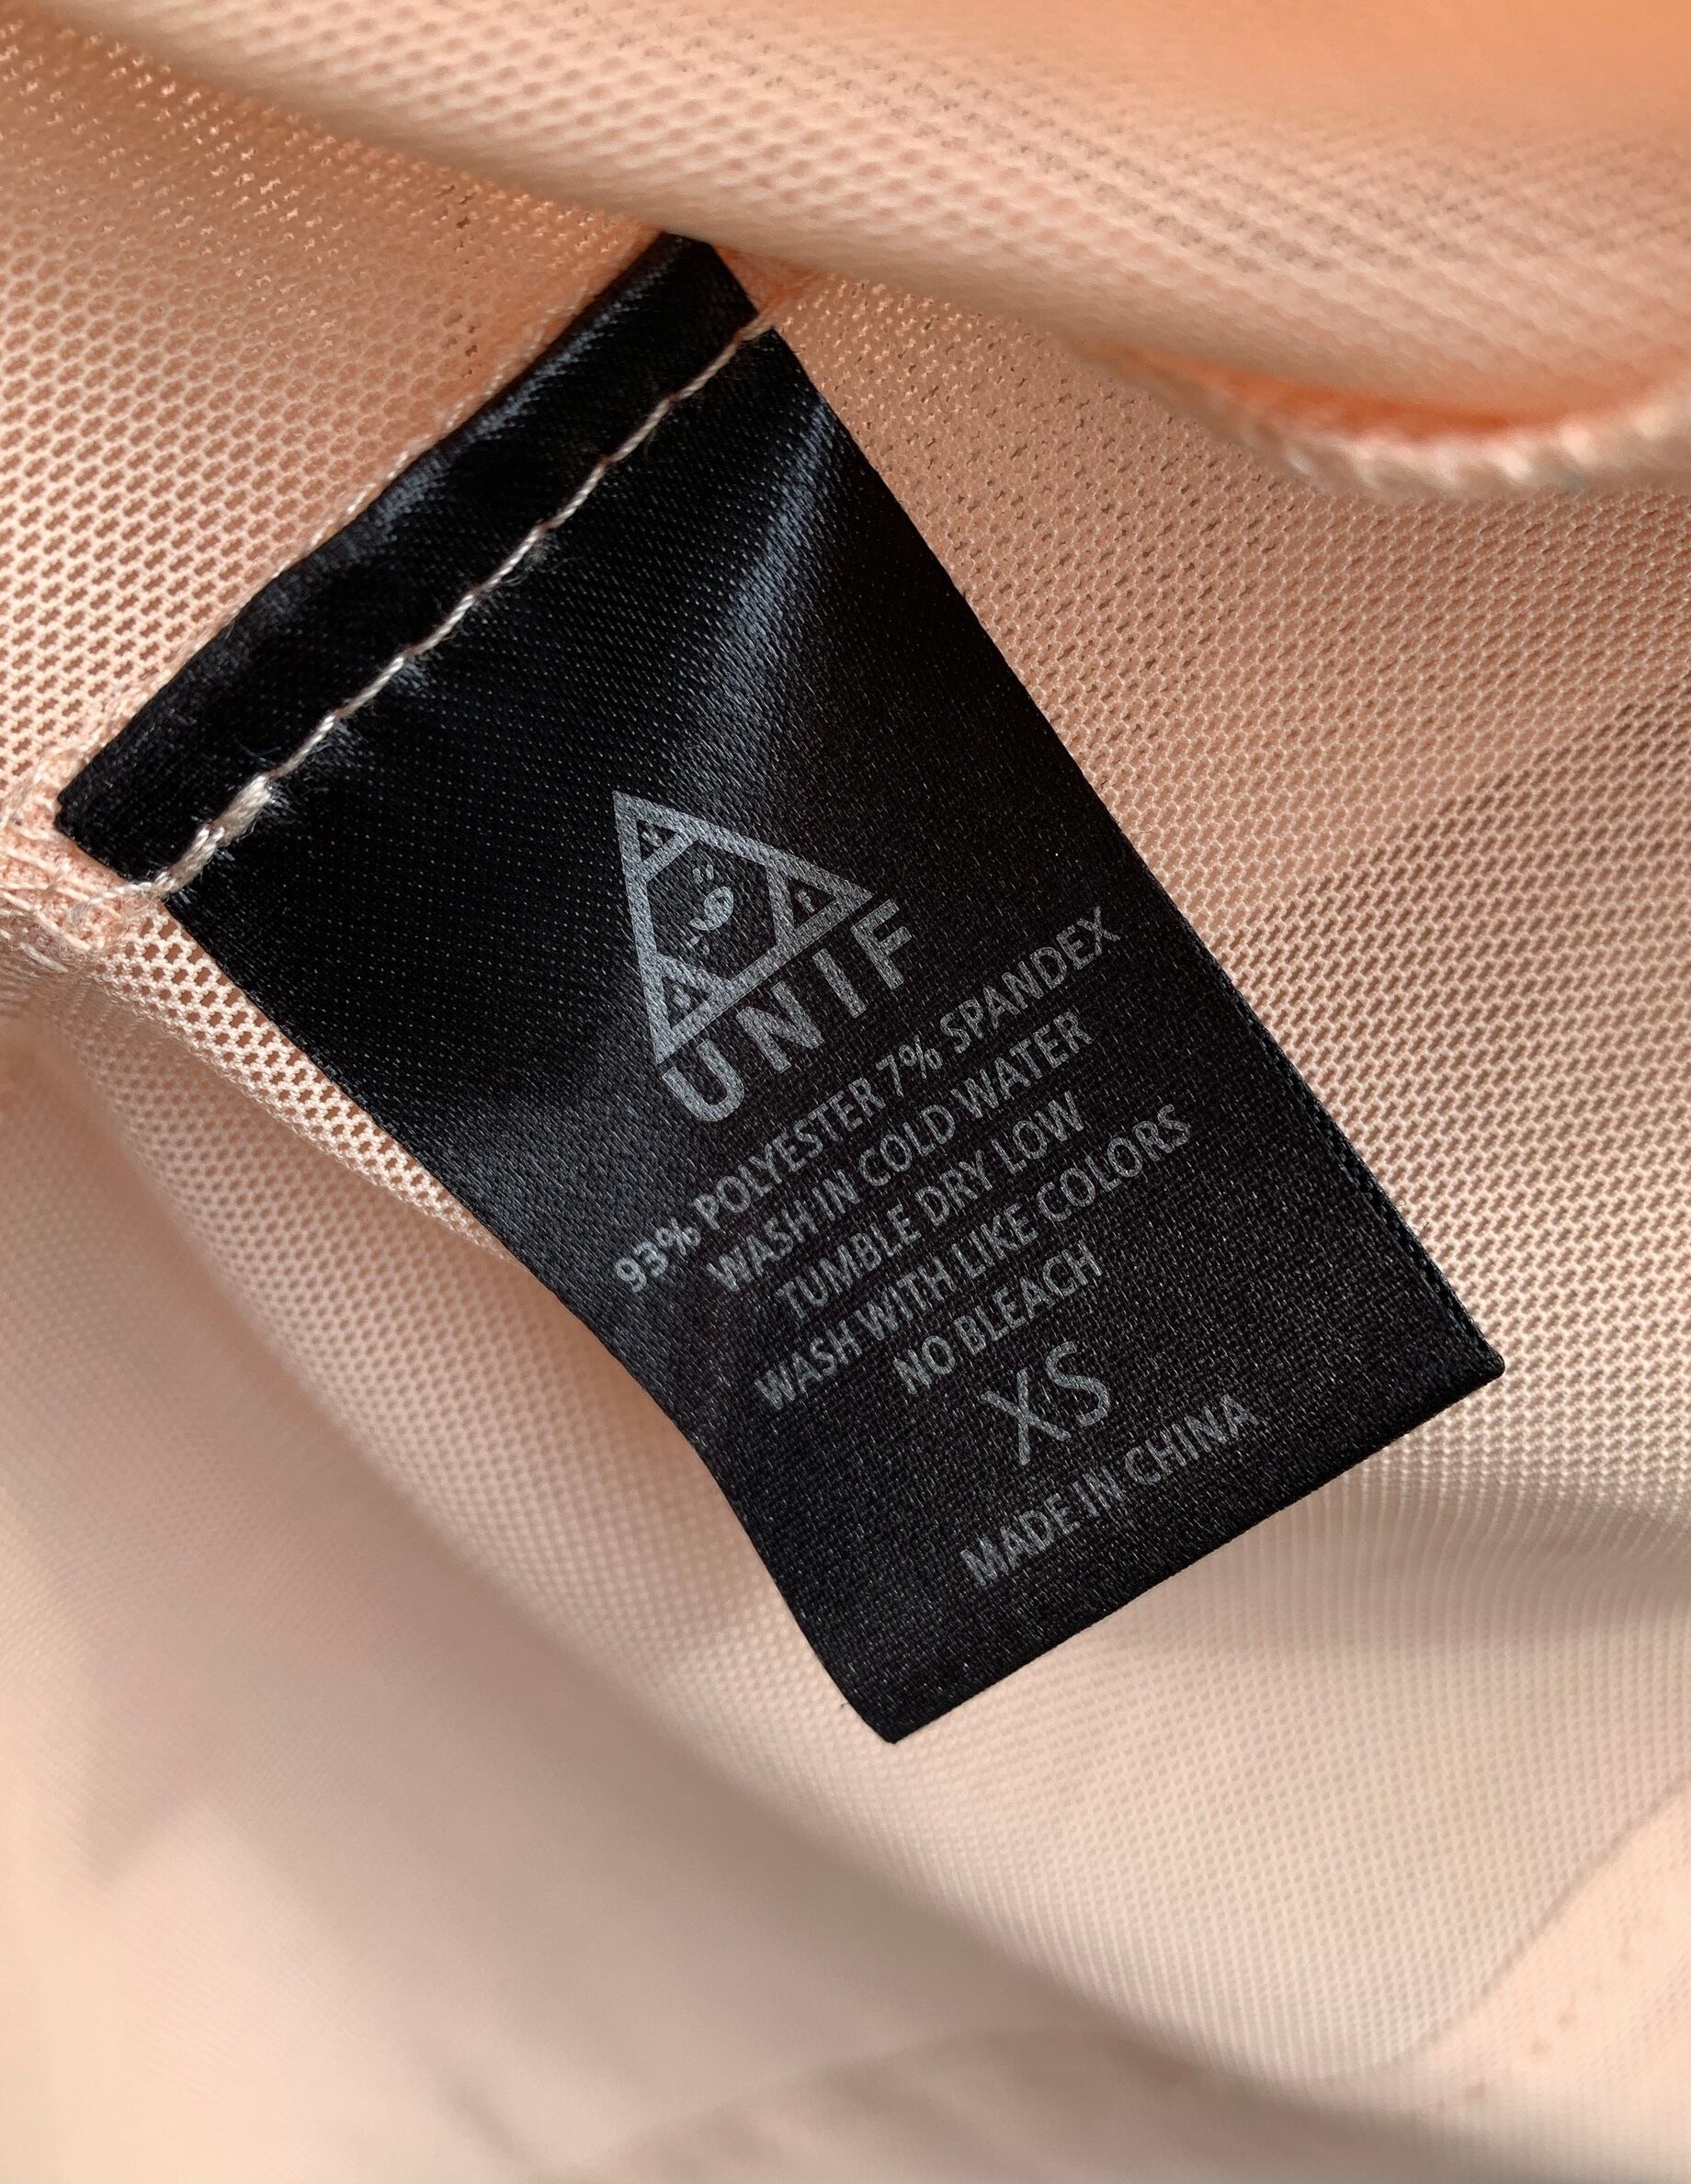 UNIF
93% POLYESTER 7% SPANDEX
WASH IN COLD WATER
TUMBLE DRY LOW
WASH WITH LIKE COLORS
NO BLEACH
XS
MADE IN CHINA